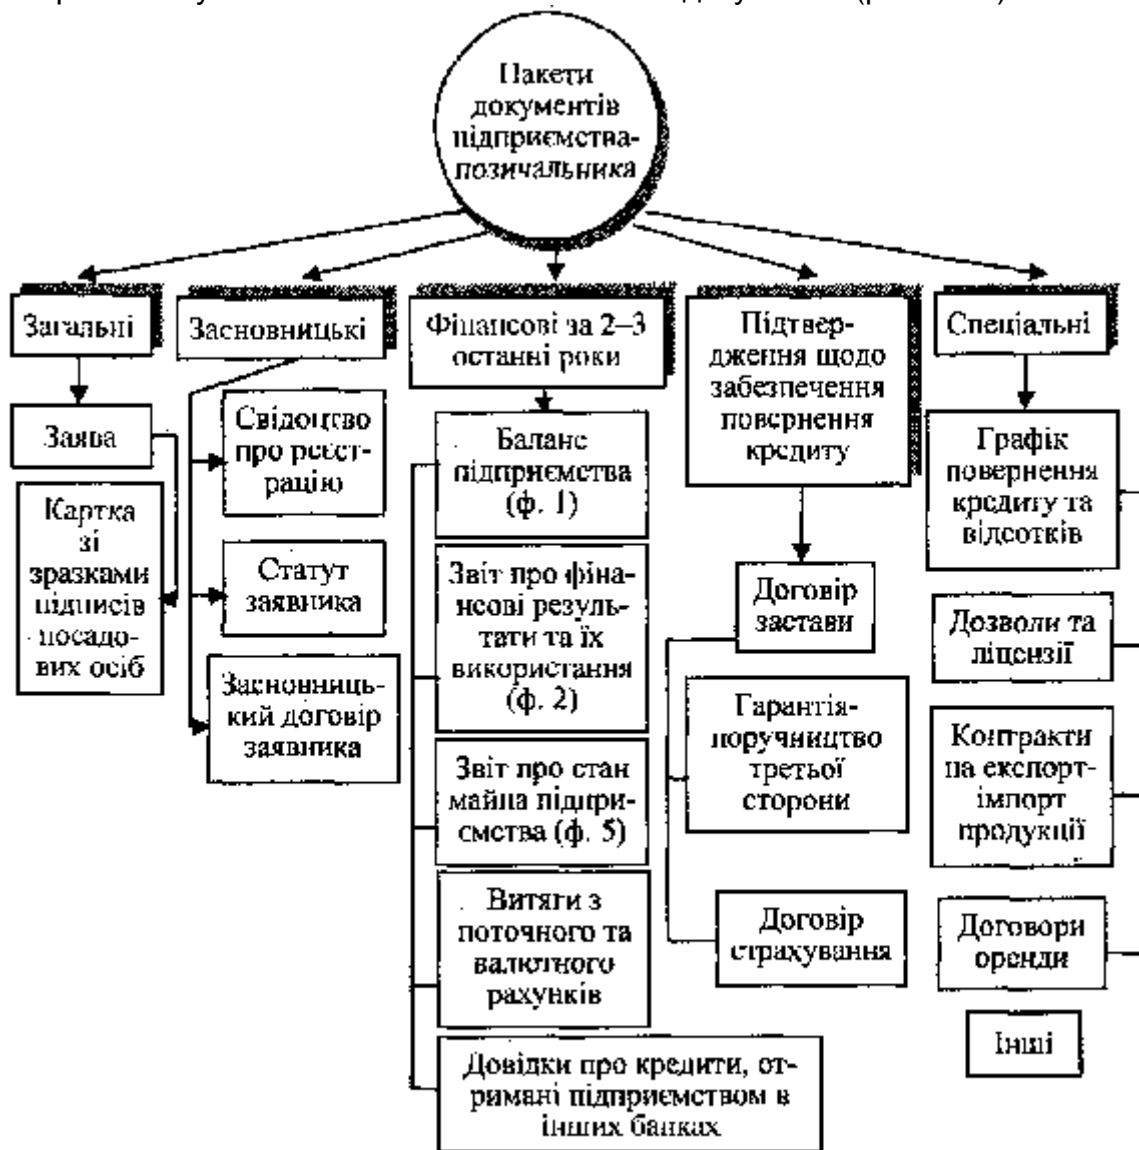 Пакети
документів
підприємства-
позичальника
Загальні
Засновницькі
Фінансові за 2–3
останні роки
Підтвер-
дження щодо
забезпечення
повернення
кредиту
Спеціальні
Заява
Картка
зі
зразками
підписів
посадо-
вих осіб
Свідоцтво
про реєст-
рацію
Статут
заявника
Засновниць-
кий договір
заявника
Баланс
підприємства
(ф. 1)
Звіт про фіна-
нсові резуль-
тати та їх
використання
(ф. 2)
Звіт про стан
майна підпри-
ємства (ф. 5)
Витяги з
поточного та
валютного
рахунків
Довідки про кредити, от-
римані підприємством в
інших банках
Договір
застави
Гарантія-
поручництво
третьої
сторони
Договір
страхування
Графік
повернення
кредиту та
відсотків
Дозволи та
ліцензії
Контракти
на експорт-
імпорт
продукції
Договори
оренди
Інші